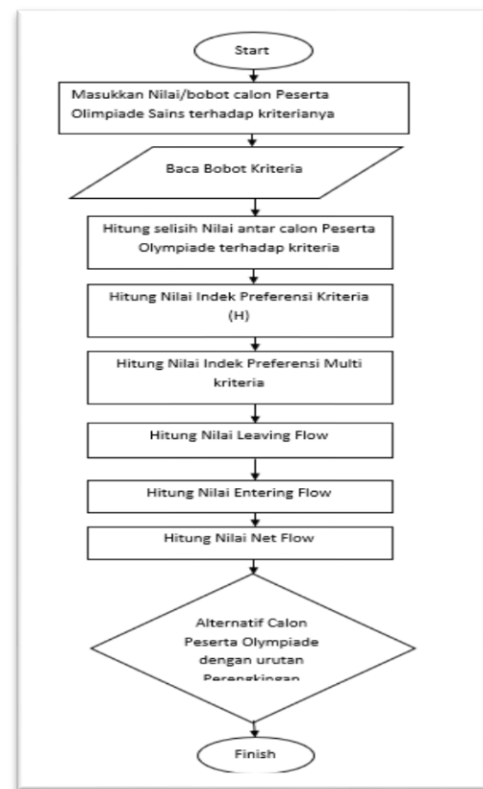 Start
Masukkan Nilai/bobot calon Peserta
Olimpiade Sains terhadap kriterianya
Baca Bobot Kriteria
Hitung selisih Nilai antar calon Peserta
Olympiade terhadap kriteria
Hitung Nilai Indek Preferensi Kriteria
(H)
Hitung Nilai Indek Preferensi Multi
kriteria
Hitung Nilai Leaving Flow
Hitung Nilai Entering Flow
Hitung Nilai Net Flow
Alternatif Calon
Peserta Olympiade
dengan urutan
Perengkingan
Finish